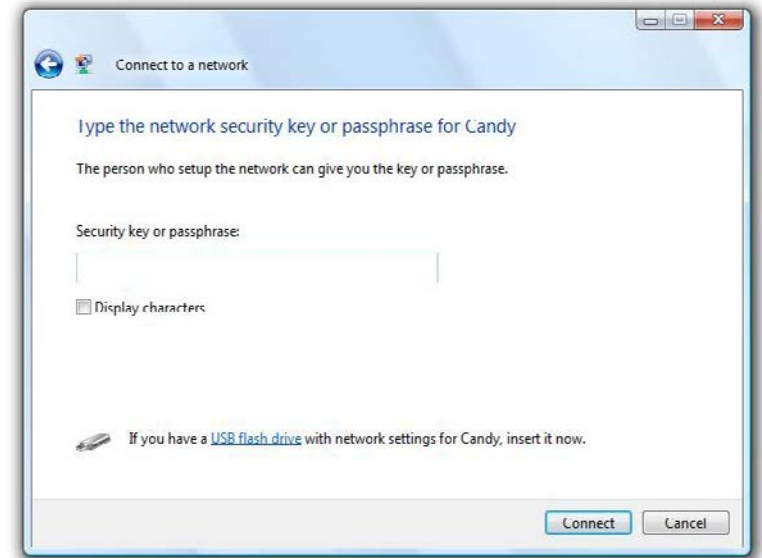 Connect to a network
Type the network security key or passphrase for Candy
The person who setup the network can give you the key or passphrase.
Security key or passphrase:
Display characters
If you have a USB flash drive with network settings for Candy, insert it now.
Connect Cancel